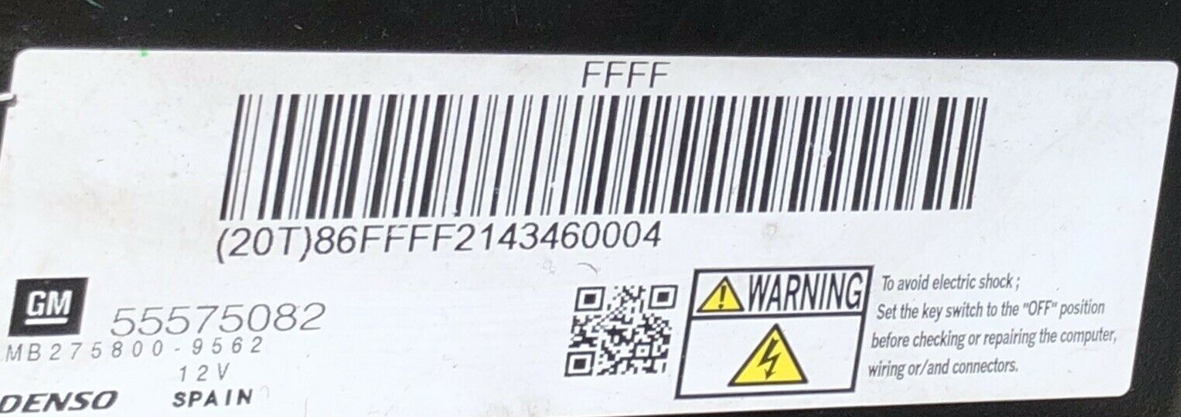 FFFF
(20T)86FFFF2143460004
GM
55575082
MB275800-9562
12V
DENSO SPAIN
WARNING
To avoid electric shock ;
Set the key switch to the "OFF" position
before checking or repairing the computer,
wiring or/and connectors.